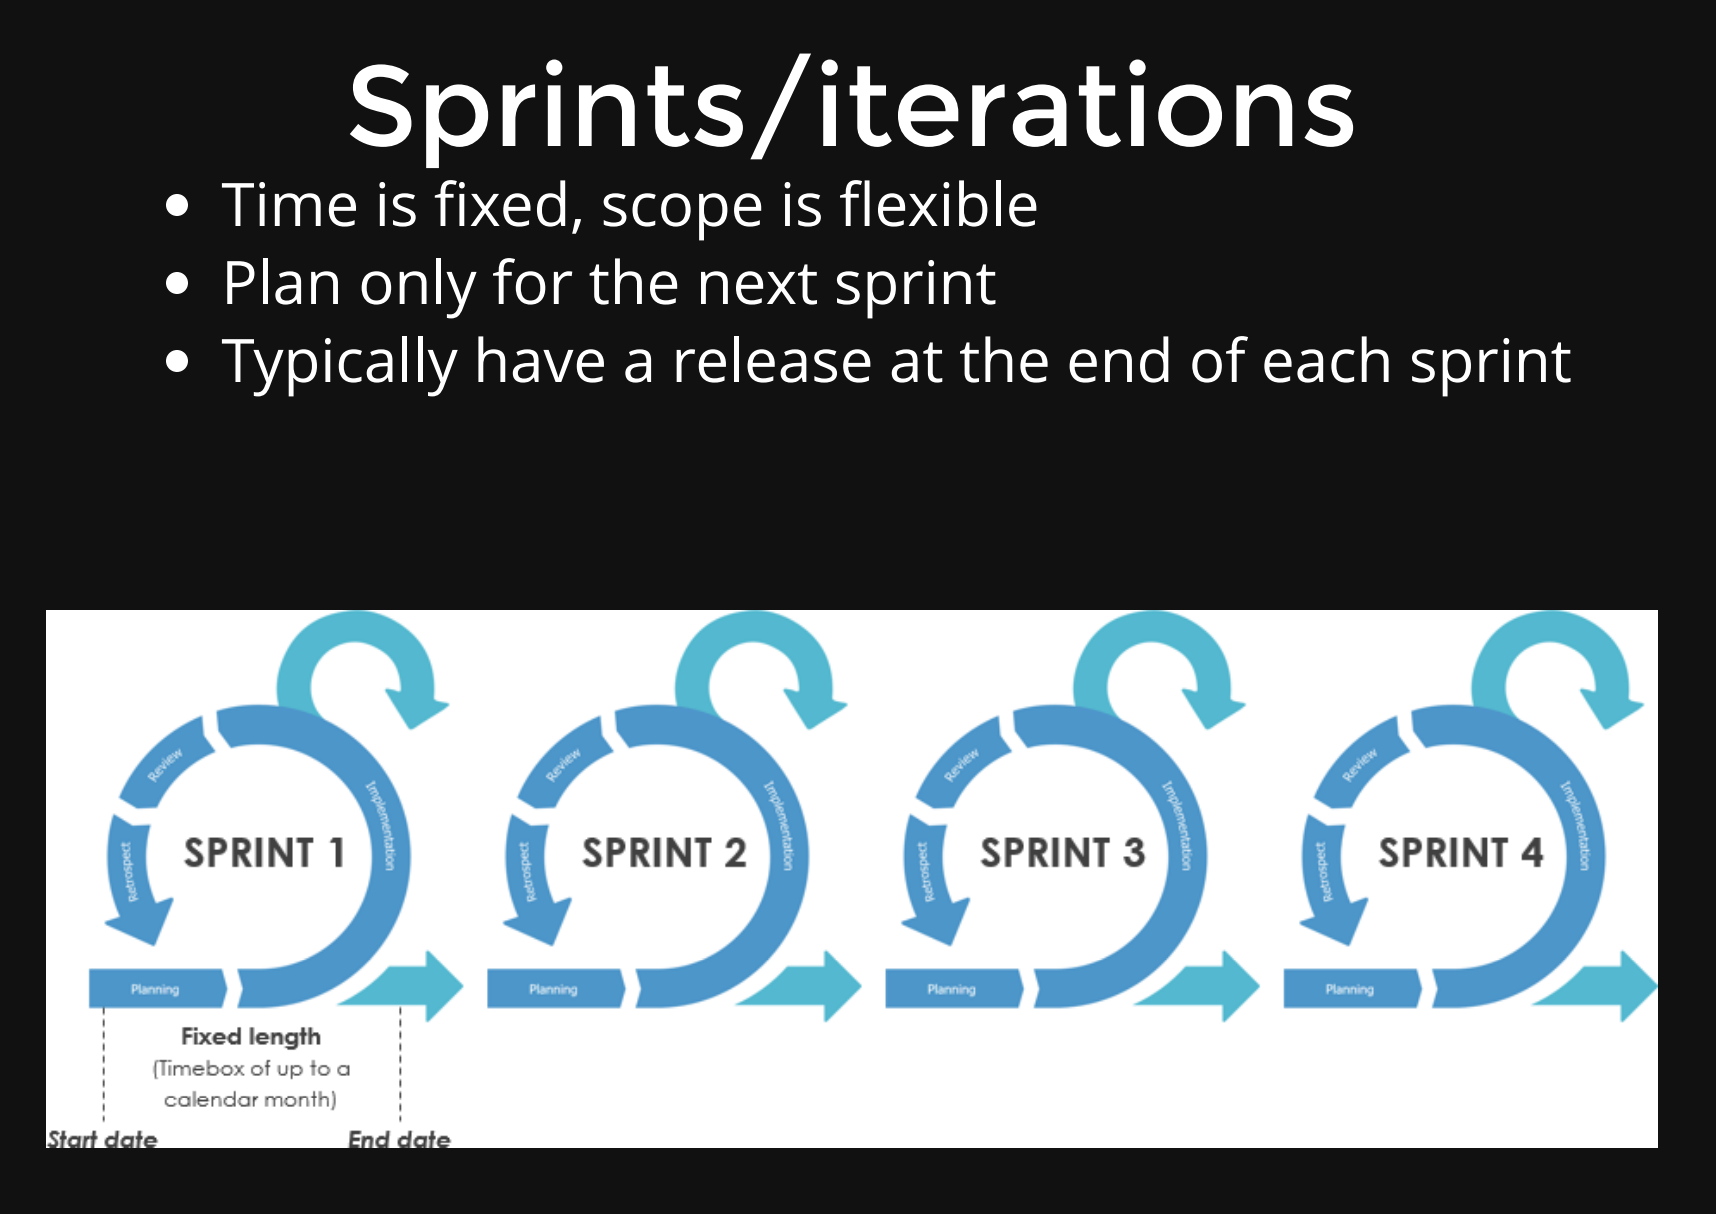 Sprints/iterations
Time is fixed, scope is flexible
Plan only for the next sprint
Typically have a release at the end of each sprint
Review
Implementation
SPRINT 1
Retrospect
Planning
Review
Implementation
SPRINT 2
Retrospect
Planning
Review
Implementation
SPRINT 3
Retrospect
Planning
Review
Implementation
SPRINT 4
Retrospect
Planning
Fixed length
(Timebox of up to a
calendar month)
Start date
End date